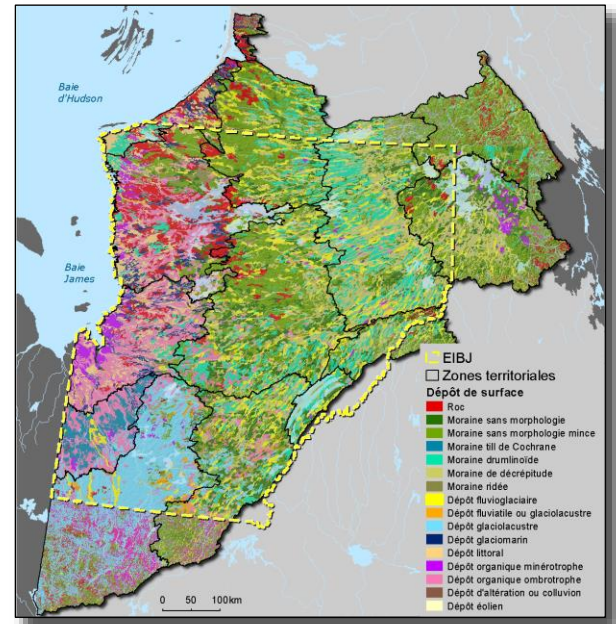 Baie
d'Hudson
Baie
James
EIBJ
Zones territoriales
Dépôt de surface
Roc
Moraine sans morphologie
Moraine sans morphologie mince
Moraine till de Cochrane
Moraine drumlinoïde
Moraine de décrépitude
Moraine ridée
Dépôt fluvioglaciaire
Dépôt fluviatile ou glaciolacustre
Dépôt glaciolacustre
Dépôt glaciomarin
Dépôt littoral
Dépôt organique minérotrophe
Dépôt organique ombrotrophe
Dépôt d'altération ou colluvion
Dépôt éolien
0 50 100km